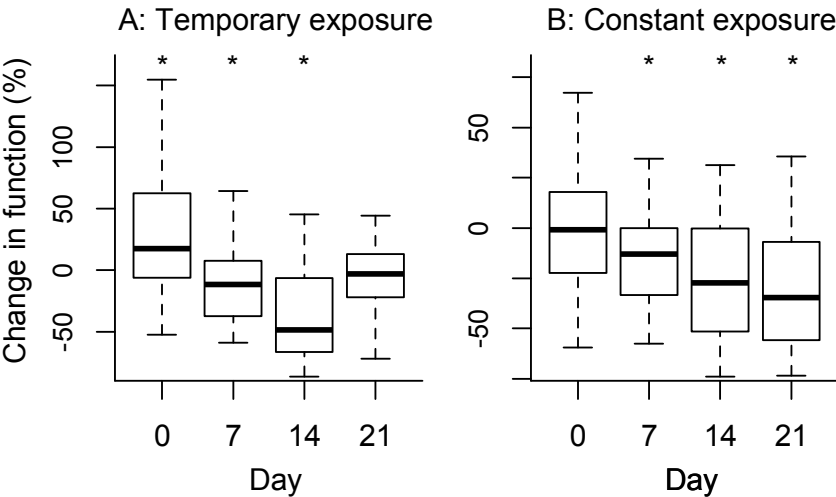 A: Temporary exposure
B: Constant exposure
Change in function (%)
* * *
* * *
100
50
0
-50
50
0
-50
0 7 14 21
0 7 14 21
Day
Day